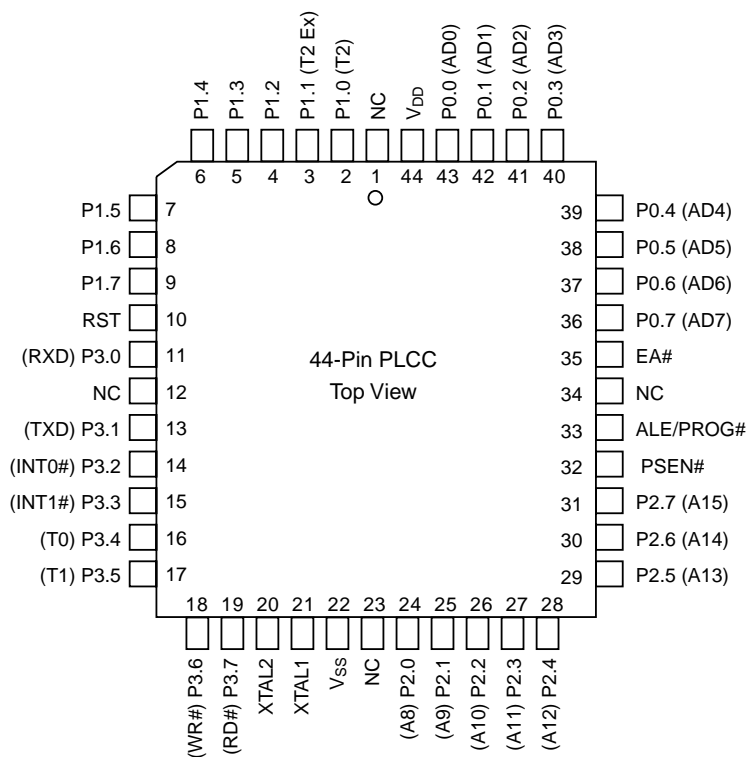 P1.4
P1.3
P1.2
P1.1 (T2 Ex)
P1.0 (T2)
NC
VDD
P0.0 (AD0)
P0.1 (AD1)
P0.2 (AD2)
P0.3 (AD3)
6 5 4 3 2 1 44 43 42 41 40
P1.5 7
P1.6 8
P1.7 9
RST 10
(RXD) P3.0 11
NC 12
(TXD) P3.1 13
(INT0#) P3.2 14
(INT1#) P3.3 15
(T0) P3.4 16
(T1) P3.5 17
44-Pin PLCC
Top View
39 P0.4 (AD4)
38 P0.5 (AD5)
37 P0.6 (AD6)
36 P0.7 (AD7)
35 EA#
34 NC
33 ALE/PROG#
32 PSEN#
31 P2.7 (A15)
30 P2.6 (A14)
29 P2.5 (A13)
18 19 20 21 22 23 24 25 26 27 28
(WR#) P3.6
(RD#) P3.7
XTAL2
XTAL1
VSS
NC
(A8) P2.0
(A9) P2.1
(A10) P2.2
(A11) P2.3
(A12) P2.4